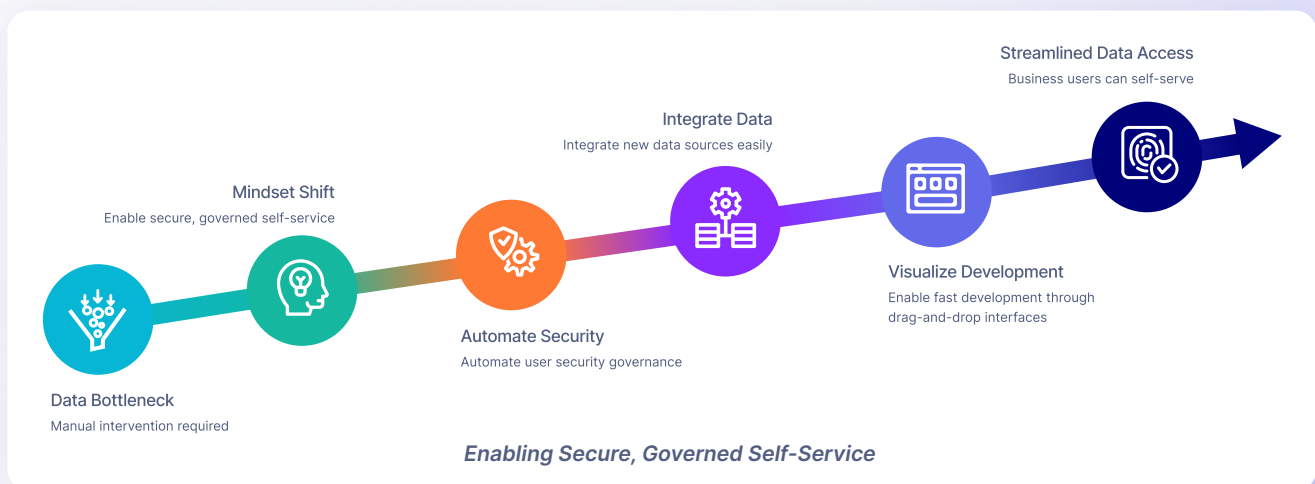 Streamlined Data Access
Business users can self-serve
Integrate Data
Integrate new data sources easily
Mindset Shift
Enable secure, governed self-service
Visualize Development
Enable fast development through
drag-and-drop interfaces
Automate Security
Automate user security governance
Data Bottleneck
Manual intervention required
Enabling Secure, Governed Self-Service